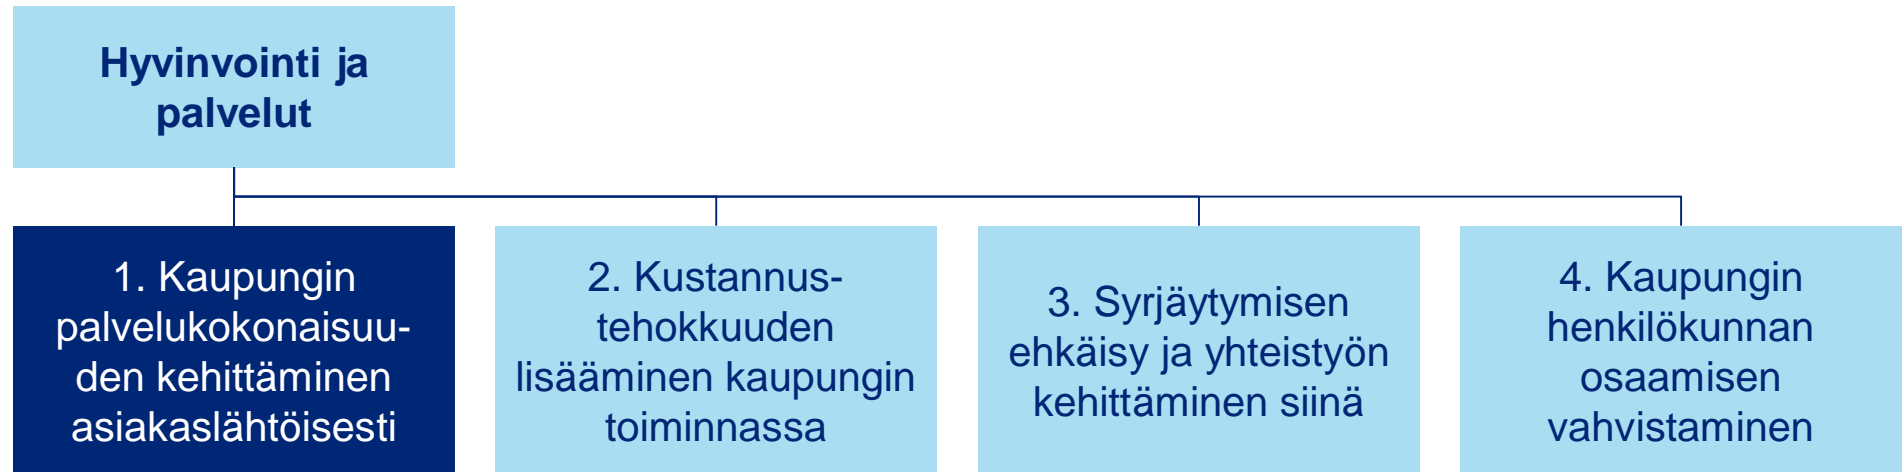 Hyvinvointi ja
palvelut
1. Kaupungin
palvelukokonaisuu-
den kehittäminen
asiakaslähtöisesti
2. Kustannus-
tehokkuuden
lisääminen kaupungin
toiminnassa
3. Syrjäytymisen
ehkäisy ja yhteistyön
kehittäminen siinä
4. Kaupungin
henkilökunnan
osaamisen
vahvistaminen